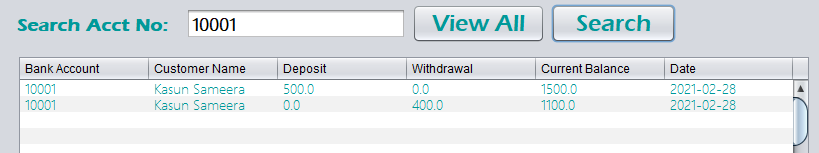 Search Acct No: 10001 View All Search
Bank Account Customer Name Deposit Withdrawal Current Balance Date
10001 Kasun Sameera 500.0 0.0 1500.0 2021-02-28
10001 Kasun Sameera 0.0 400.0 1100.0 2021-02-28